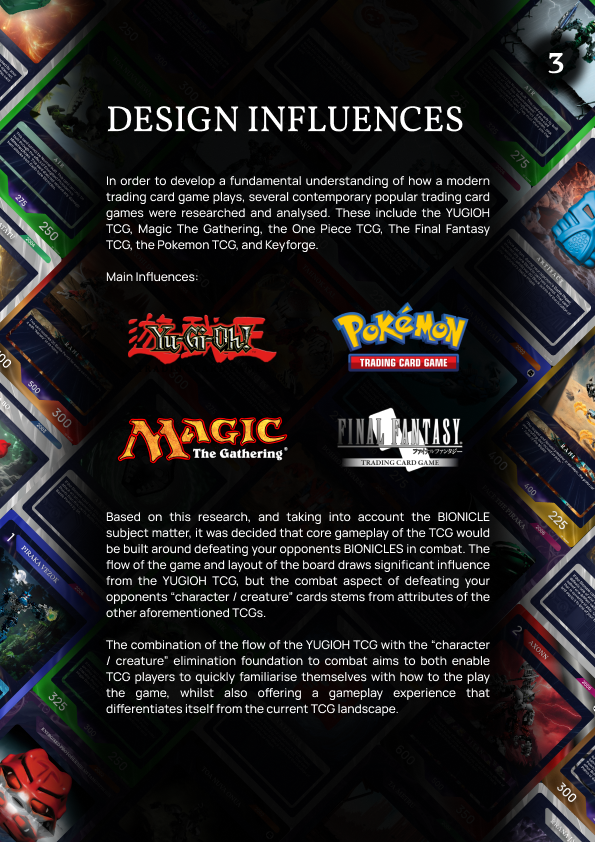 3
DESIGN INFLUENCES
In order to develop a fundamental understanding of how a modern
trading card game plays, several contemporary popular trading card
games were researched and analysed. These include the YUGIOH
TCG, Magic The Gathering, the One Piece TCG, The Final Fantasy
TCG, the Pokemon TCG, and Keyforge.
Main Influences:
Yu-Gi-Oh!
POKéMON
TRADING CARD GAME
MAGIC
The Gathering®
FINAL FANTASY
ファイナルファンタジー
TRADING CARD GAME
Based on this research, and taking into account the BIONICLE
subject matter, it was decided that core gameplay of the TCG would
be built around defeating your opponents BIONICLES in combat. The
flow of the game and layout of the board draws significant influence
from the YUGIOH TCG, but the combat aspect of defeating your
opponents “character / creature” cards stems from attributes of the
other aforementioned TCGs.
The combination of the flow of the YUGIOH TCG with the “character
/ creature” elimination foundation to combat aims to both enable
TCG players to quickly familiarise themselves with how to the play
the game, whilst also offering a gameplay experience that
differentiates itself from the current TCG landscape.
275
250
275
500
300
400
225
1
PIRAKA VEZOK
2
AXONN
325
300